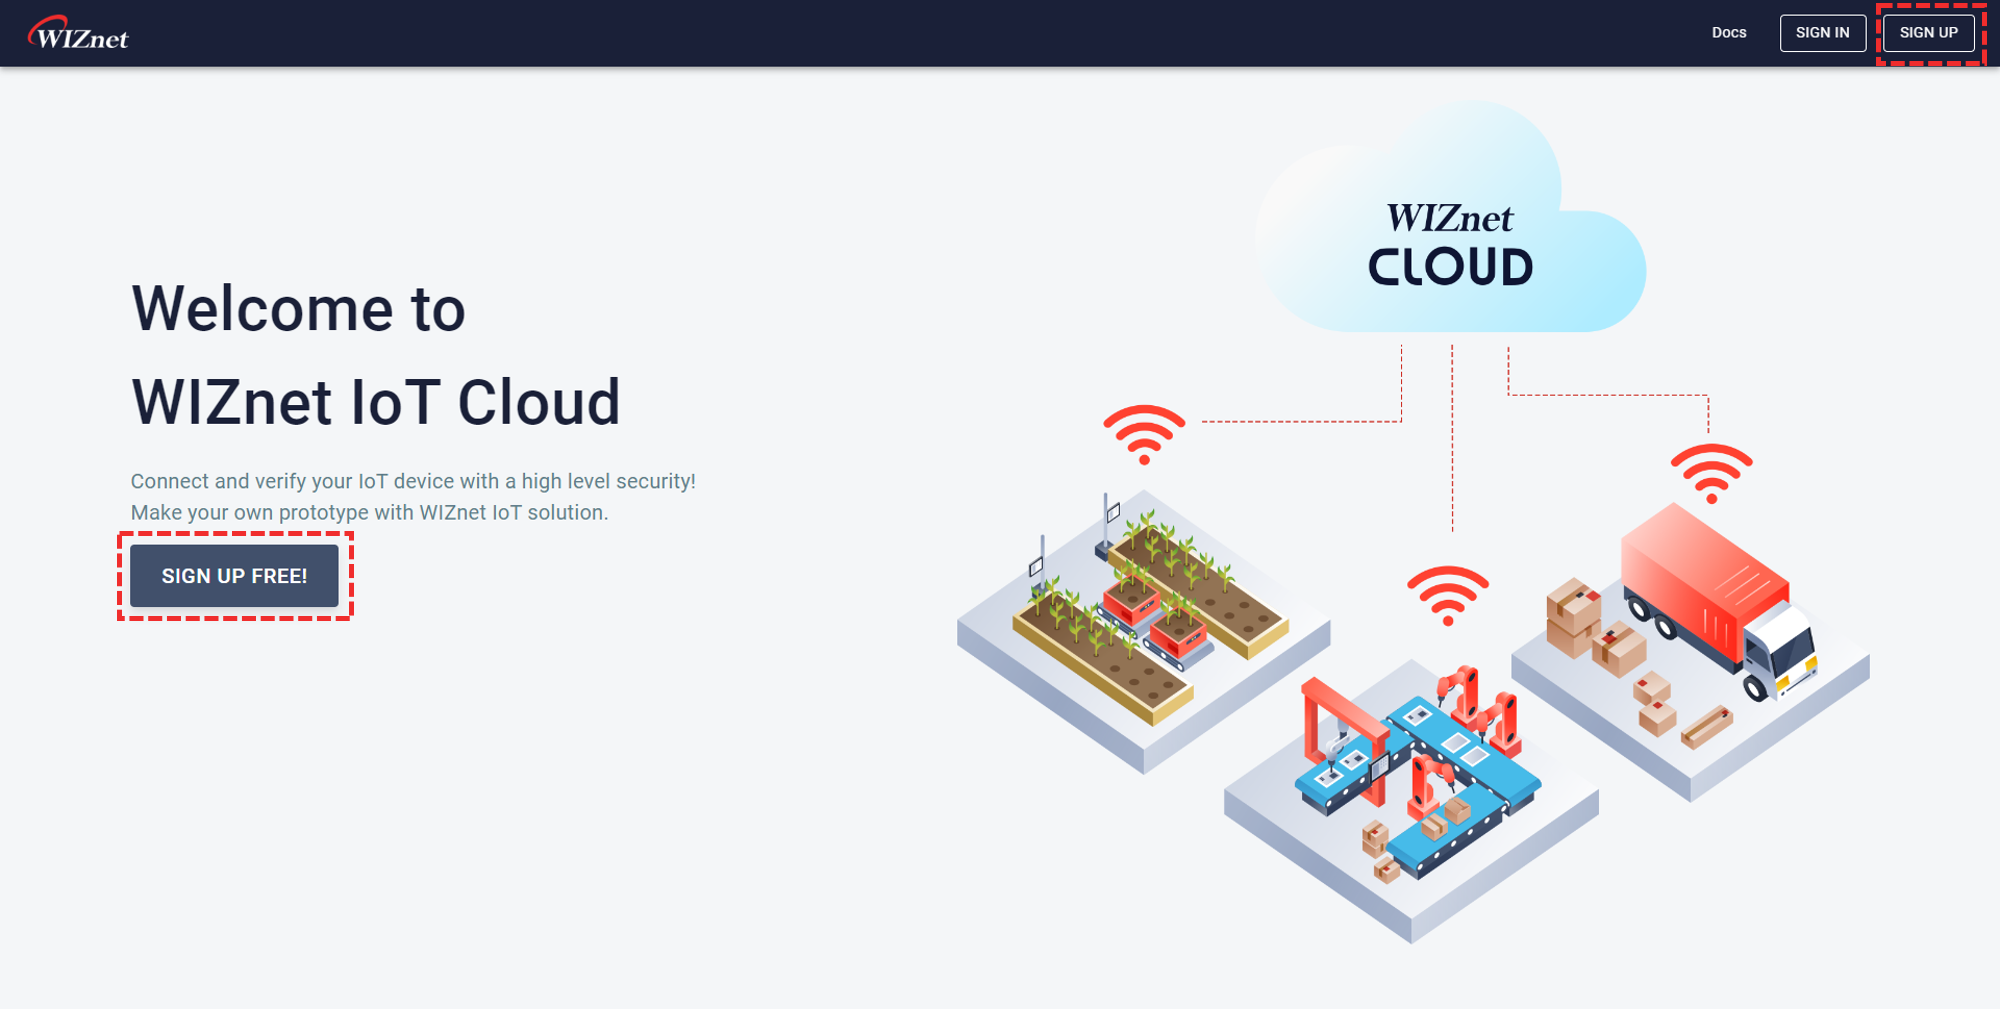 WIZnet
Docs
SIGN IN
SIGN UP
WIZnet
CLOUD
Welcome to
WIZnet IoT Cloud
Connect and verify your IoT device with a high level security!
Make your own prototype with WIZnet IoT solution.
SIGN UP FREE!